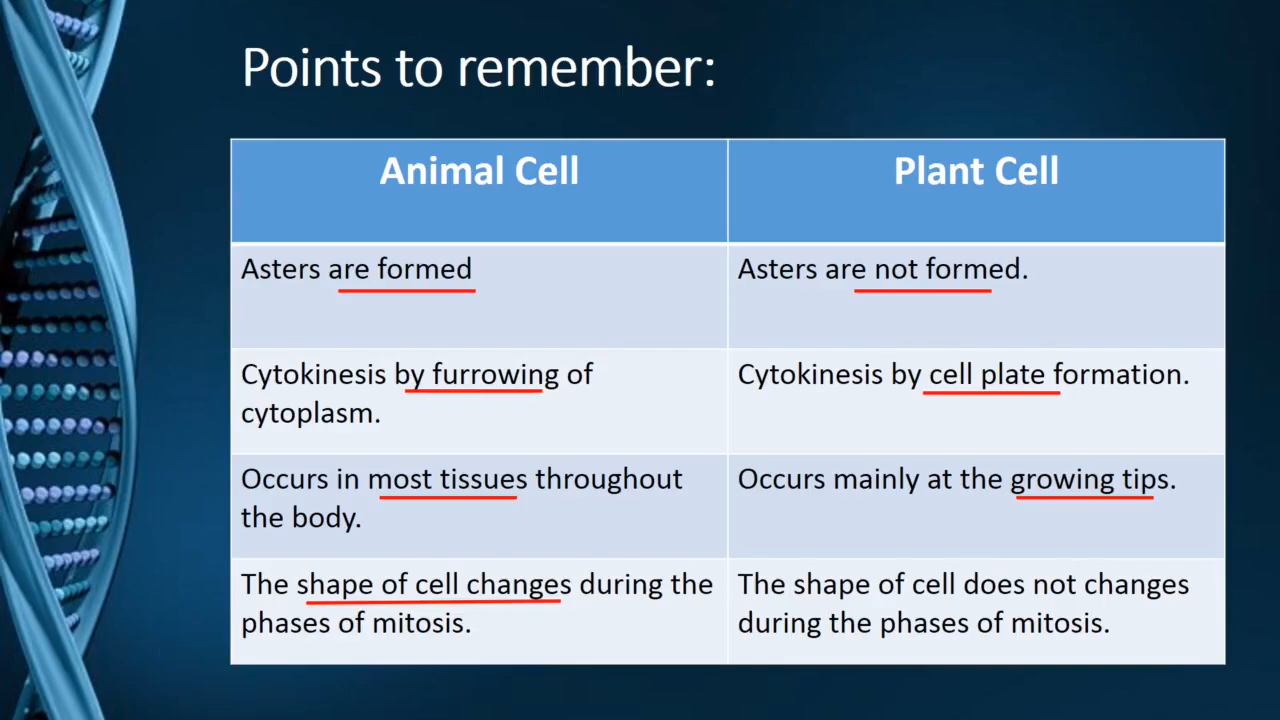 Points to remember:
Animal Cell
Plant Cell
Asters are formed
Asters are not formed.
Cytokinesis by furrowing of
cytoplasm.
Cytokinesis by cell plate formation.
Occurs in most tissues throughout
the body.
Occurs mainly at the growing tips.
The shape of cell changes during the
phases of mitosis.
The shape of cell does not changes
during the phases of mitosis.